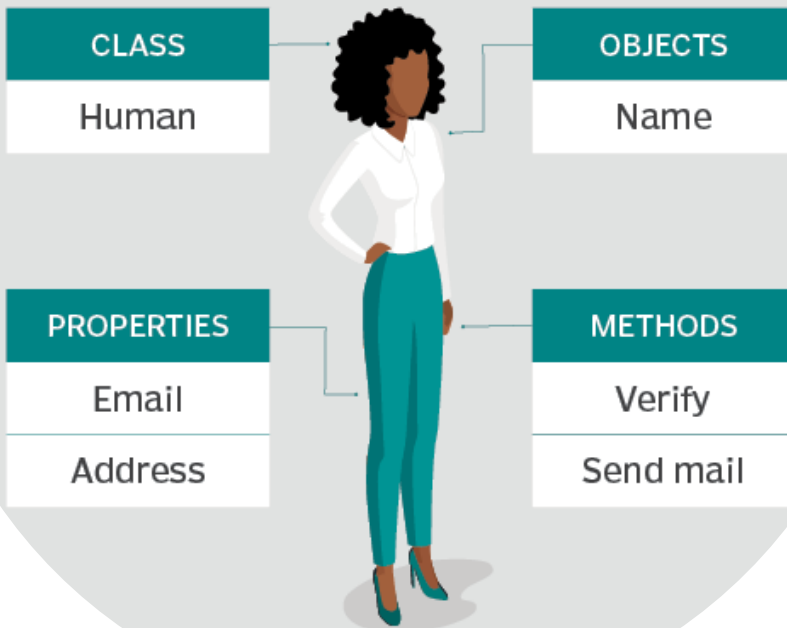 CLASS
Human
OBJECTS
Name
PROPERTIES
Email
Address
METHODS
Verify
Send mail